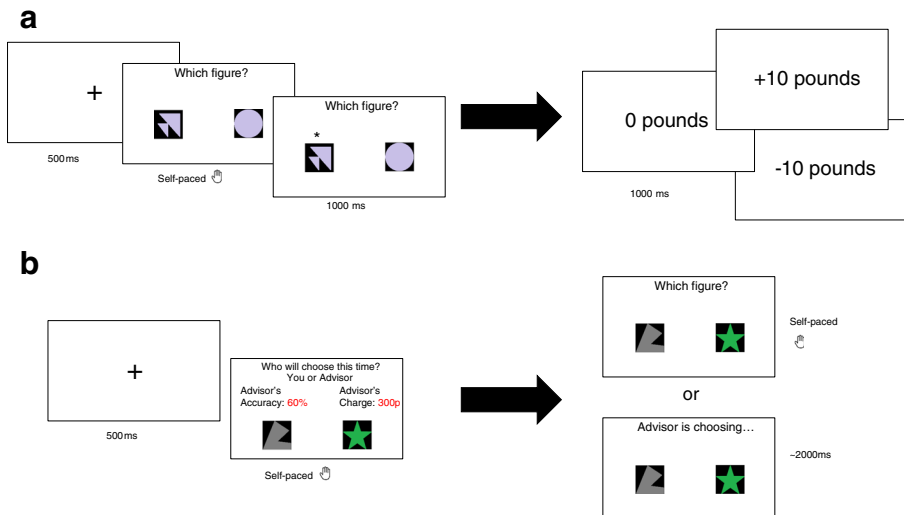 a
+
500ms
Which figure?
Self-paced
Which figure?
*
1000 ms
0 pounds
1000 ms
+10 pounds
-10 pounds
b
+
500ms
Who will choose this time?
You or Advisor
Advisor's Advisor's
Accuracy: 60% Charge: 300p
Self-paced
Which figure?
Self-paced
or
Advisor is choosing…
~2000ms